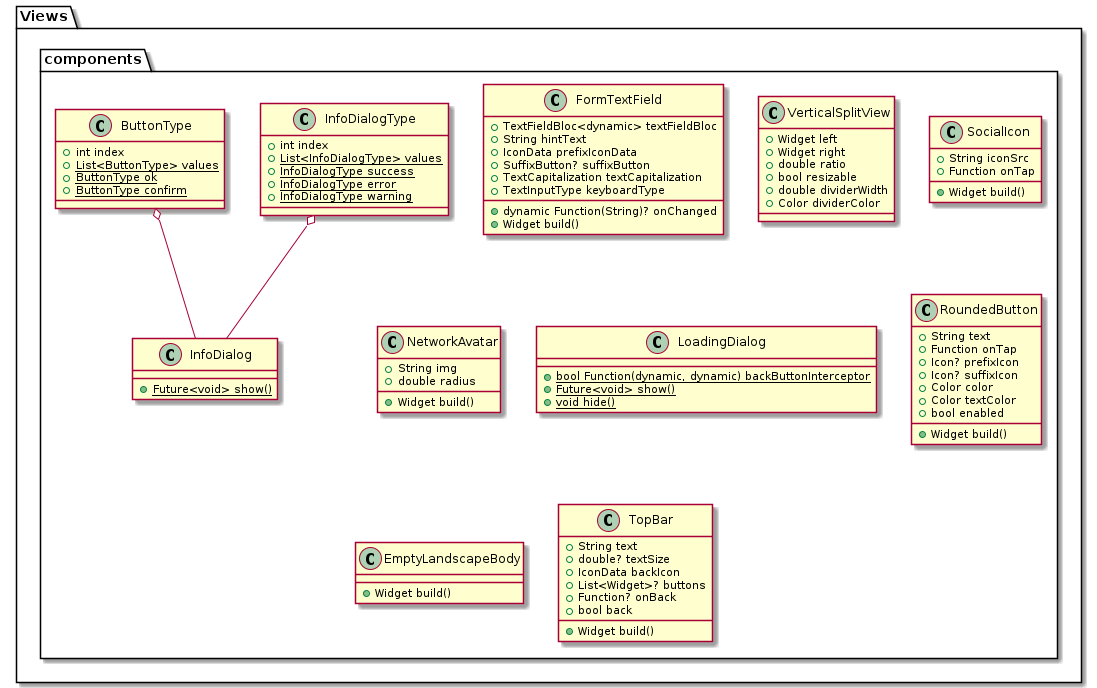 Views
components
C ButtonType
int index
List<ButtonType> values
ButtonType ok
ButtonType confirm
C InfoDialogType
int index
List<InfoDialogType> values
InfoDialogType success
InfoDialogType error
InfoDialogType warning
C FormTextField
TextFieldBloc<dynamic> textFieldBloc
String hintText
IconData prefixIconData
SuffixButton? suffixButton
TextCapitalization textCapitalization
TextInputType keyboardType
dynamic Function(String)? onChanged
Widget build()
C VerticalSplitView
Widget left
Widget right
double ratio
bool resizable
double dividerWidth
Color dividerColor
C SocialIcon
String iconSrc
Function onTap
Widget build()
C InfoDialog
Future<void> show()
C NetworkAvatar
String img
double radius
Widget build()
C LoadingDialog
bool Function(dynamic, dynamic) backButtonInterceptor
Future<void> show()
void hide()
C RoundedButton
String text
Function onTap
Icon? prefixIcon
Icon? suffixIcon
Color color
Color textColor
bool enabled
Widget build()
C EmptyLandscapeBody
Widget build()
C TopBar
String text
double? textSize
IconData backIcon
List<Widget>? buttons
Function? onBack
bool back
Widget build()